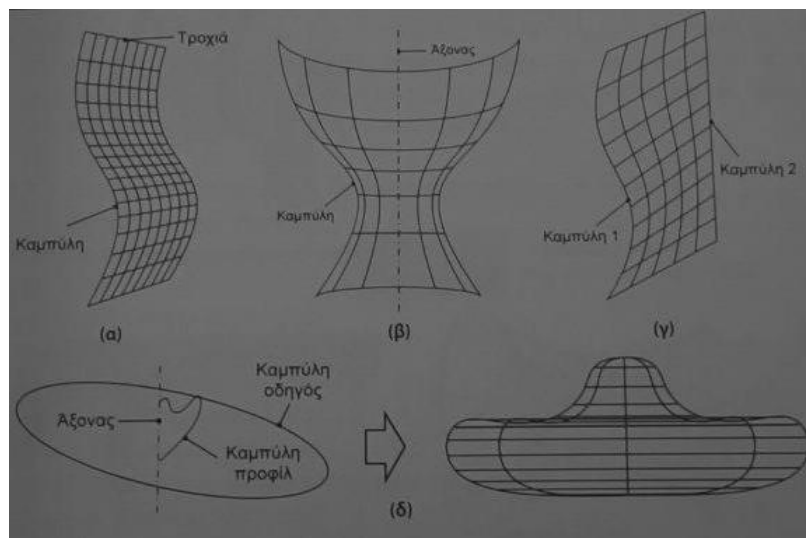 Τροχιά
Καμπύλη
(α)
Άξονας
Καμπύλη
(β)
Καμπύλη 2
Καμπύλη 1
(γ)
Άξονας
Καμπύλη
οδηγός
Καμπύλη
προφίλ
(δ)